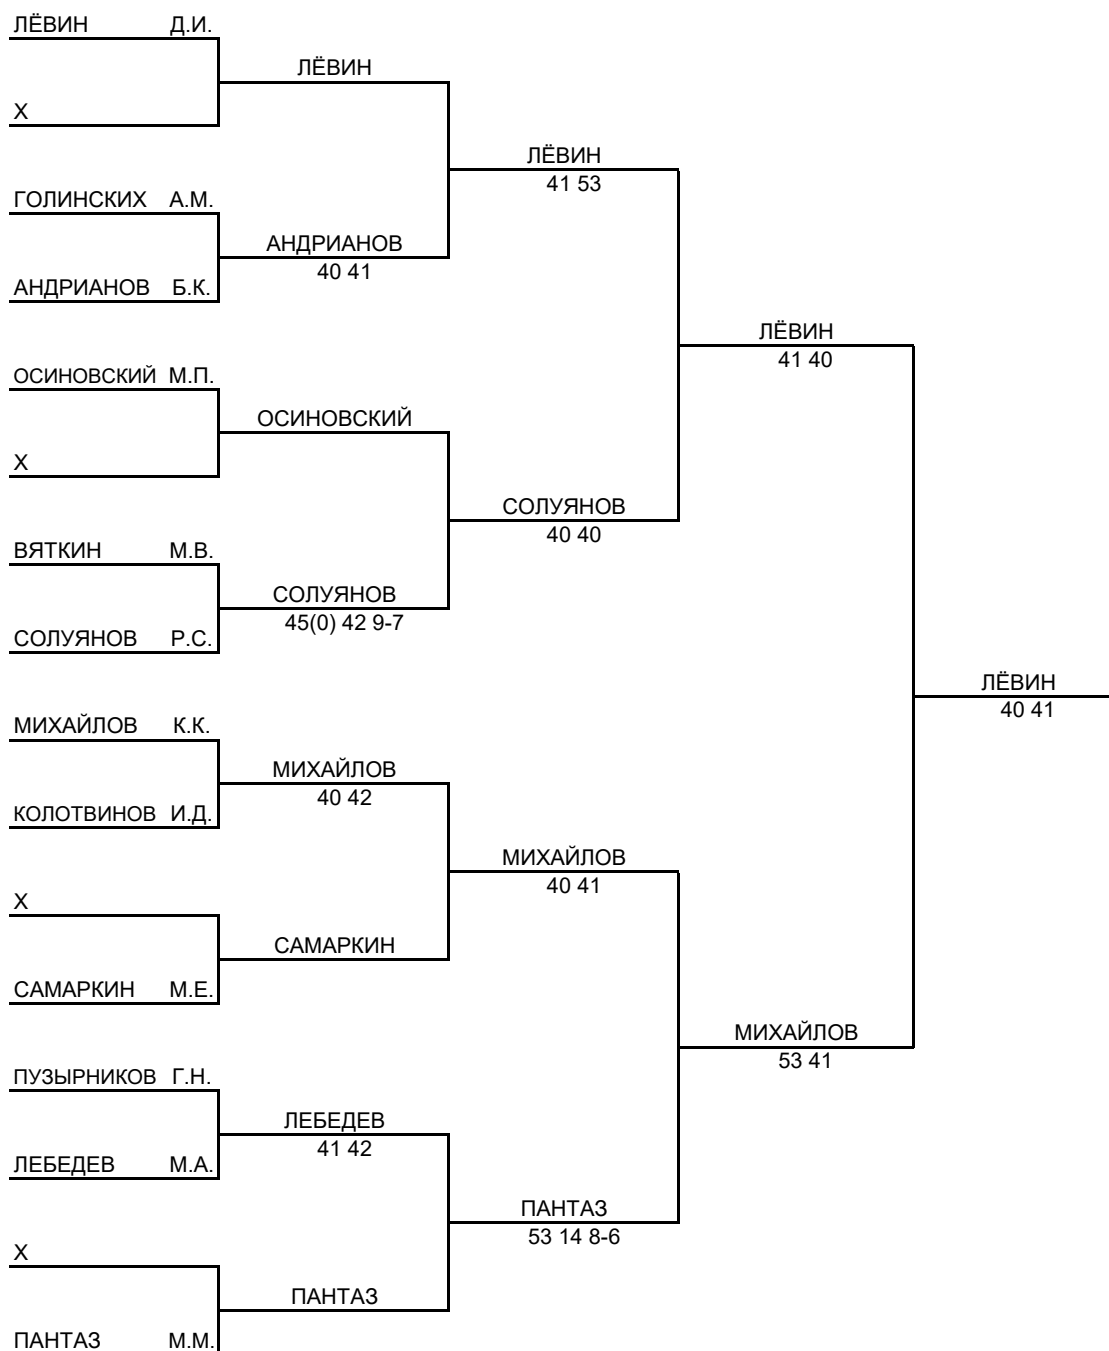 ЛЁВИН Д.И.
ЛЁВИН
Х
ЛЁВИН
41 53
ГОЛИНСКИХ А.М.
АНДРИАНОВ
40 41
АНДРИАНОВ Б.К.
ЛЁВИН
41 40
ОСИНОВСКИЙ М.П.
ОСИНОВСКИЙ
Х
СОЛУЯНОВ
40 40
ВЯТКИН М.В.
СОЛУЯНОВ
45(0) 42 9-7
СОЛУЯНОВ Р.С.
ЛЁВИН
40 41
МИХАЙЛОВ К.К.
МИХАЙЛОВ
40 42
КОЛОТВИНОВ И.Д.
МИХАЙЛОВ
40 41
Х
САМАРКИН
САМАРКИН М.Е.
МИХАЙЛОВ
53 41
ПУЗЫРНИКОВ Г.Н.
ЛЕБЕДЕВ
41 42
ЛЕБЕДЕВ М.А.
ПАНТАЗ
53 14 8-6
Х
ПАНТАЗ
ПАНТАЗ М.М.